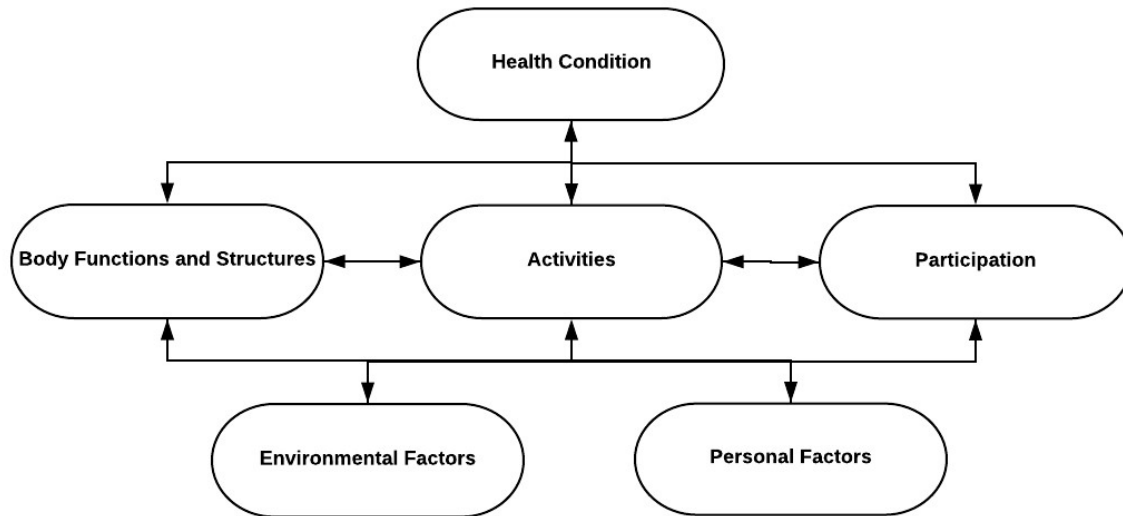 Health Condition
Body Functions and Structures
Activities
Participation
Environmental Factors
Personal Factors